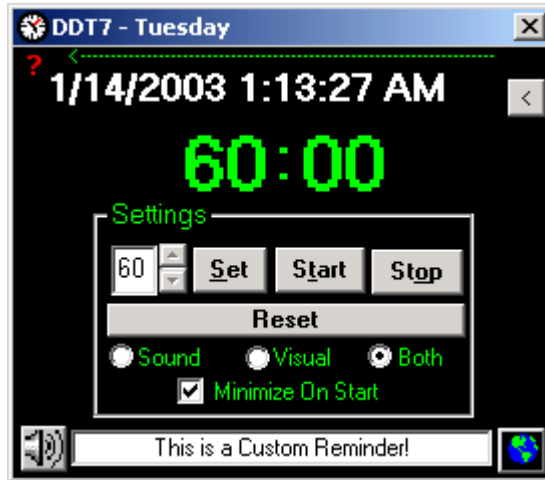 DDT7 - Tuesday
?
1/14/2003 1:13:27 AM
<
60:00
Settings
60 Set Start Stop
Reset
Sound Visual Both
Minimize On Start
This is a Custom Reminder!